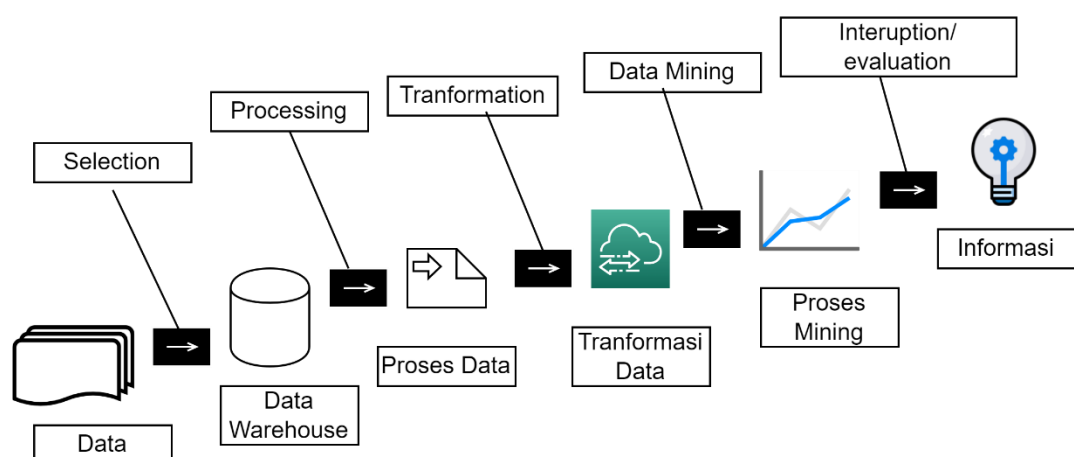 Interuption/
evaluation
Data Mining
Tranformation
Processing
Selection
Informasi
Proses
Mining
Tranformasi
Data
Proses Data
Data
Warehouse
Data